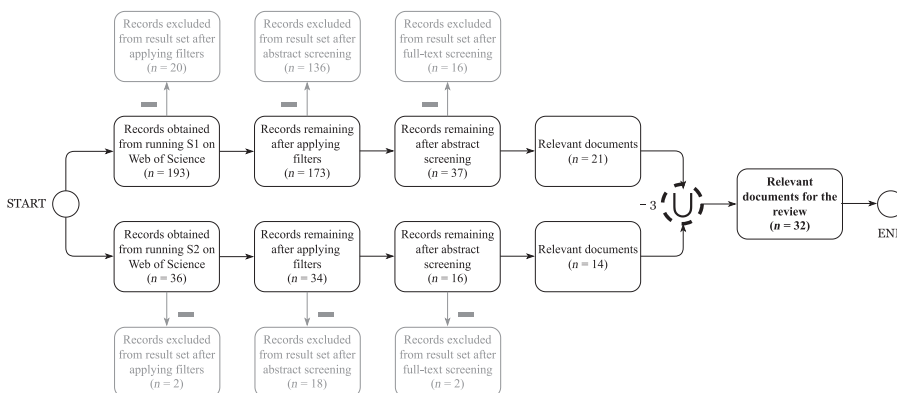 Records excluded
from result set after
applying filters
(n = 20)
Records excluded
from result set after
abstract screening
(n = 136)
Records excluded
from result set after
full-text screening
(n = 16)
Records obtained
from running S1 on
Web of Science
(n = 193)
Records remaining
after applying
filters
(n = 173)
Records remaining
after abstract
screening
(n = 37)
Relevant documents
(n = 21)
START
− 3
⋃
Relevant
documents for the
review
(n = 32)
END
Records obtained
from running S2 on
Web of Science
(n = 36)
Records remaining
after applying
filters
(n = 34)
Records remaining
after abstract
screening
(n = 16)
Relevant documents
(n = 14)
Records excluded
from result set after
applying filters
(n = 2)
Records excluded
from result set after
abstract screening
(n = 18)
Records excluded
from result set after
full-text screening
(n = 2)